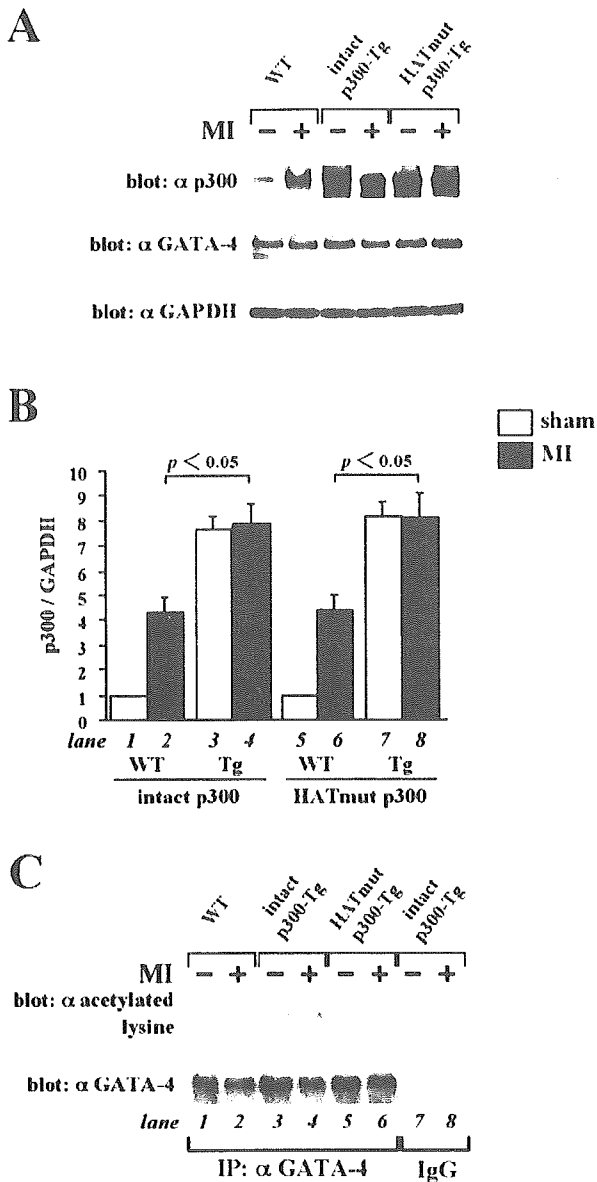 A
WT
intact
p300-Tg
HATmut
p300-Tg
MI − + − + − +
blot: α p300
blot: α GATA-4
blot: α GAPDH
B
sham
MI
p < 0.05
p < 0.05
p300 / GAPDH
10
9
8
7
6
5
4
3
2
1
0
lane 1 2 3 4 5 6 7 8
WT Tg WT Tg
intact p300 HATmut p300
C
WT
intact
p300-Tg
HATmut
p300-Tg
intact
p300-Tg
MI − + − + − + − +
blot: α acetylated
lysine
blot: α GATA-4
lane 1 2 3 4 5 6 7 8
IP: α GATA-4 IgG